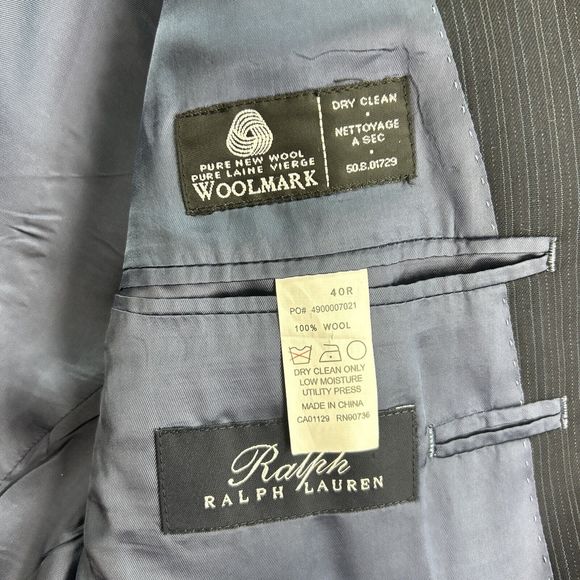 PURE NEW WOOL
PURE LAINE VIERGE
WOOLMARK
DRY CLEAN
NETTOYAGE
A SEC
50.8.01729
40R
PO# 4900007021
100% WOOL
DRY CLEAN ONLY
LOW MOISTURE
UTILITY PRESS
MADE IN CHINA
CA01129 RN90736
Ralph
RALPH LAUREN